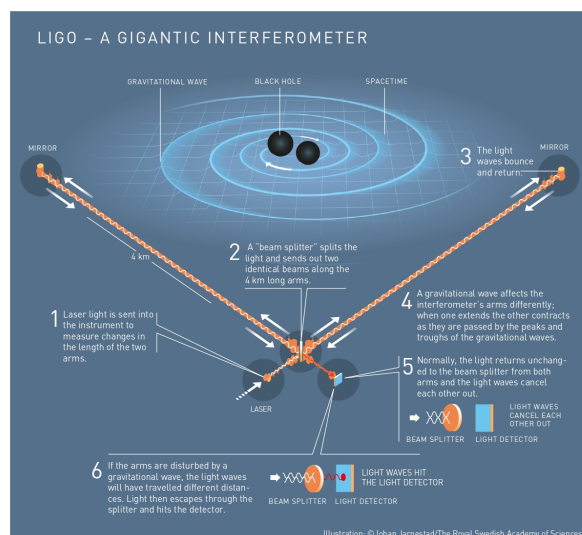 LIGO – A GIGANTIC INTERFEROMETER
GRAVITATIONAL WAVE
BLACK HOLE
SPACETIME
MIRROR
MIRROR
3 The light
waves bounce
and return.
4 km
2 A "beam splitter" splits the
light and sends out two
identical beams along the
4 km long arms.
1 Laser light is sent into
the instrument to
measure changes in
the length of the two
arms.
4 A gravitational wave affects the
interferometer's arms differently;
when one extends the other contracts
as they are passed by the peaks and
troughs of the gravitational waves.
5 Normally, the light returns unchang-
ed to the beam splitter from both
arms and the light waves cancel
each other out.
LASER
LIGHT WAVES
CANCEL EACH
OTHER OUT
BEAM SPLITTER
LIGHT DETECTOR
6 If the arms are disturbed by a
gravitational wave, the light waves
will have travelled different distan-
ces. Light then escapes through the
splitter and hits the detector.
LIGHT WAVES HIT
THE LIGHT DETECTOR
BEAM SPLITTER
LIGHT DETECTOR
Illustration: © Johan Jarnestad/The Royal Swedish Academy of Sciences